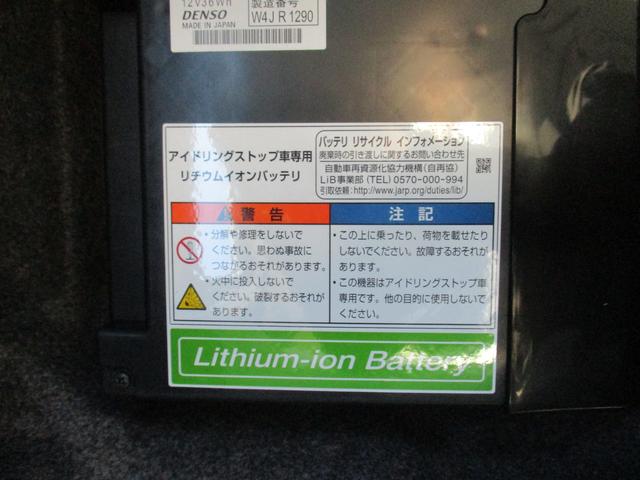 12V36Wh
DENSO
MADE IN JAPAN
製造番号
W4J R 1290
アイドリングストップ車専用
リチウムイオンバッテリ
バッテリ リサイクル インフォメーション
廃棄時の引き渡しに関するお問い合わせ先
自動車再資源化協力機構(自再協)
LiB事業部 (TEL) 0570-000-994
引取依頼:http://www.jarp.org/duties/lib/
警告
・分解や修理をしないで
ください。思わぬ事故に
つながるおそれがあります。
・火中に投入しないで
ください。破裂するおそれが
あります。
注記
・この上に乗ったり、荷物を載せたり
しないでください。故障するおそれが
あります。
・この機器はアイドリングストップ車
専用です。他の目的に使用しないで
ください。
Lithium-ion Battery